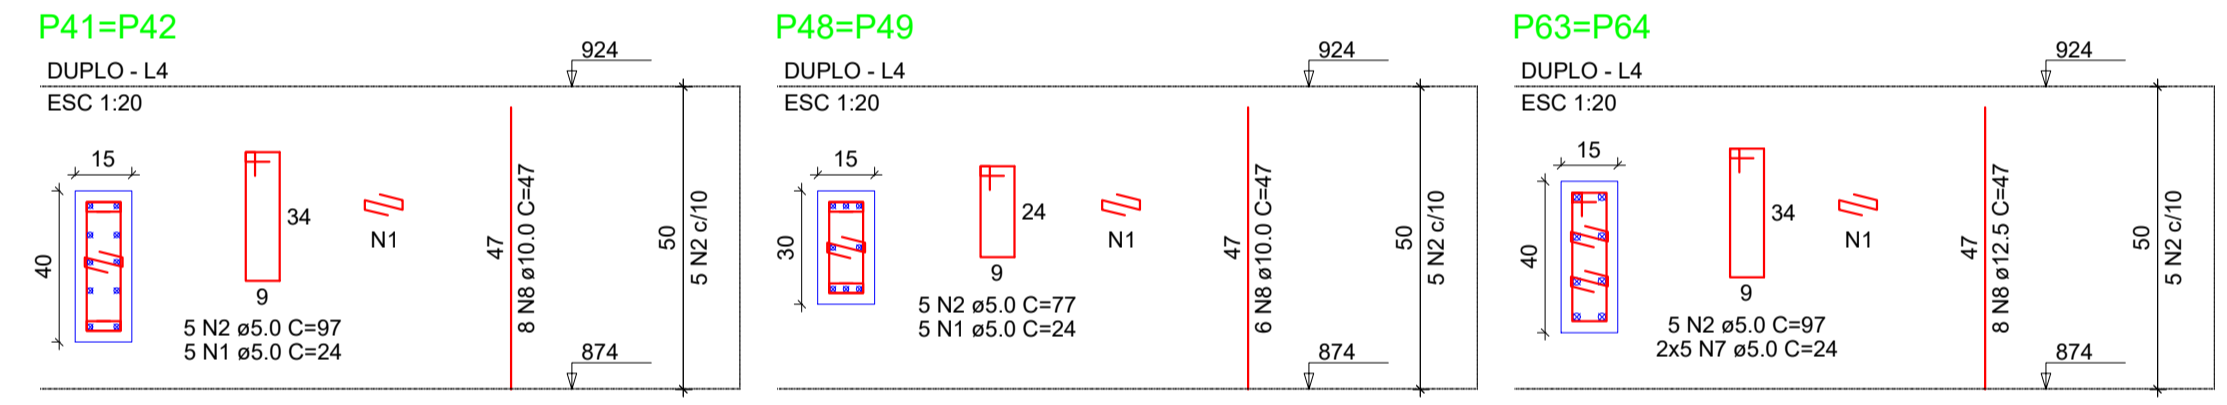 P41=P42
DUPLO - L4
ESC 1:20
924
15
40
34
9
N1
5 N2 ø5.0 C=97
5 N1 ø5.0 C=24
47
8 N8 ø10.0 C=47
50
5 N2 c/10
874
P48=P49
DUPLO - L4
ESC 1:20
924
15
30
24
9
N1
5 N2 ø5.0 C=77
5 N1 ø5.0 C=24
47
6 N8 ø10.0 C=47
50
5 N2 c/10
874
P63=P64
DUPLO - L4
ESC 1:20
924
15
40
34
9
N1
5 N2 ø5.0 C=97
2x5 N7 ø5.0 C=24
47
8 N8 ø12.5 C=47
50
5 N2 c/10
874